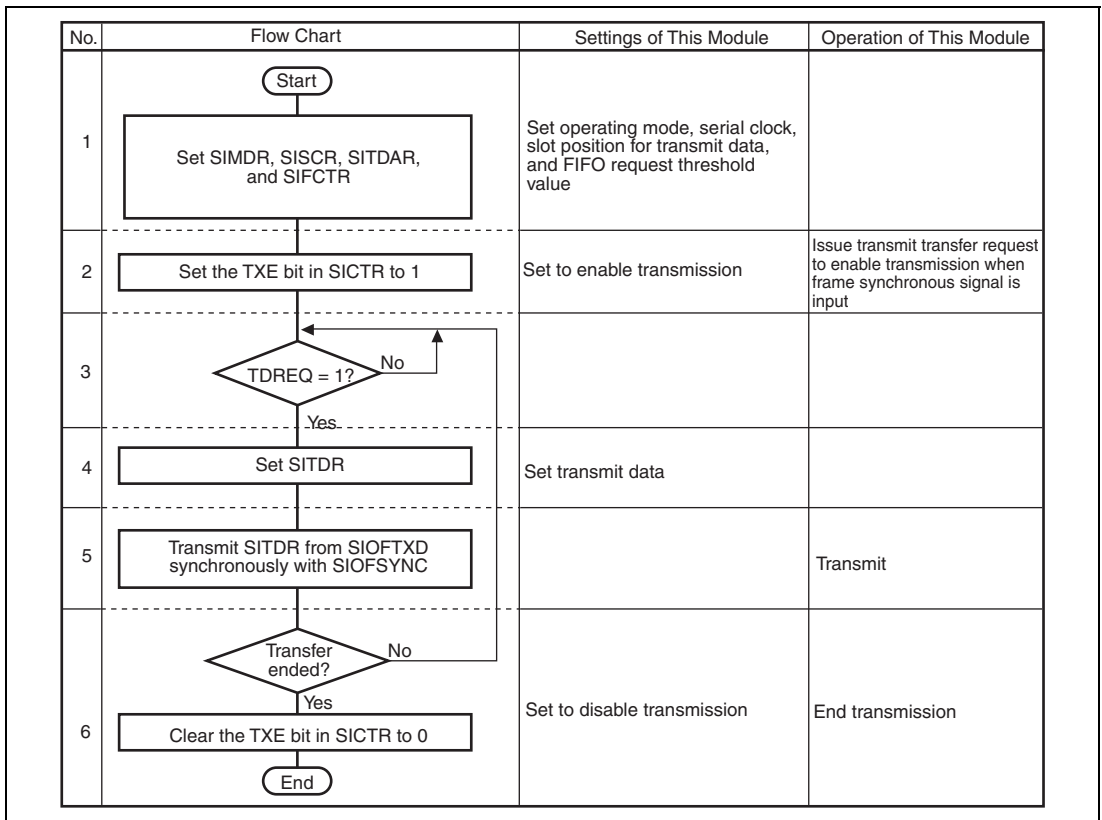 No.
Flow Chart
Settings of This Module
Operation of This Module
Start
1
Set SIMDR, SISCR, SITDAR,
and SIFCTR
Set operating mode, serial clock,
slot position for transmit data,
and FIFO request threshold
value
2
Set the TXE bit in SICTR to 1
Set to enable transmission
Issue transmit transfer request
to enable transmission when
frame synchronous signal is
input
3
TDREQ = 1?
No
Yes
4
Set SITDR
Set transmit data
5
Transmit SITDR from SIOFTXD
synchronously with SIOFSYNC
Transmit
Transfer
ended?
No
Yes
6
Clear the TXE bit in SICTR to 0
Set to disable transmission
End transmission
End